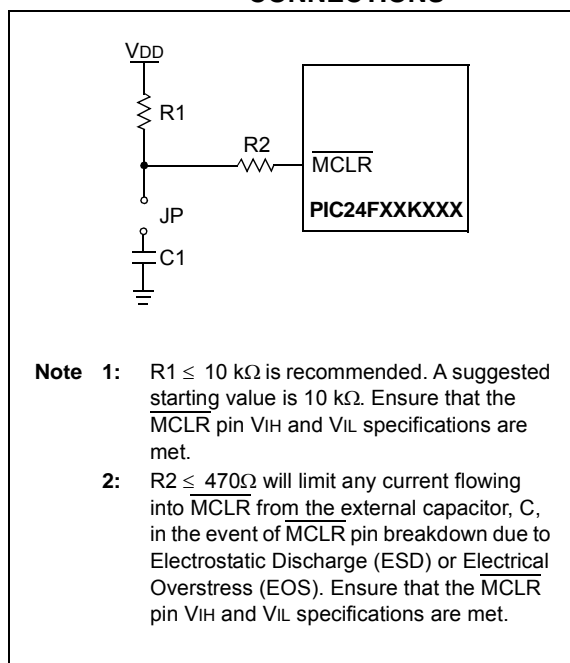 CONNECTIONS
VDD
R1
R2
MCLR
PIC24FXXKXXX
JP
C1
Note 1: R1 ≤ 10 kΩ is recommended. A suggested
starting value is 10 kΩ. Ensure that the
MCLR pin VIH and VIL specifications are
met.
2: R2 ≤ 470Ω will limit any current flowing
into MCLR from the external capacitor, C,
in the event of MCLR pin breakdown due to
Electrostatic Discharge (ESD) or Electrical
Overstress (EOS). Ensure that the MCLR
pin VIH and VIL specifications are met.